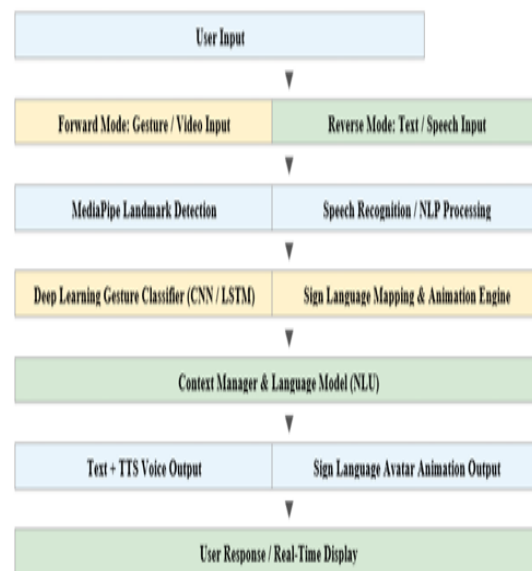 User Input
Forward Mode: Gesture / Video Input
Reverse Mode: Text / Speech Input
MediaPipe Landmark Detection
Speech Recognition / NLP Processing
Deep Learning Gesture Classifier (CNN / LSTM)
Sign Language Mapping & Animation Engine
Context Manager & Language Model (NLU)
Text + TTS Voice Output
Sign Language Avatar Animation Output
User Response / Real-Time Display